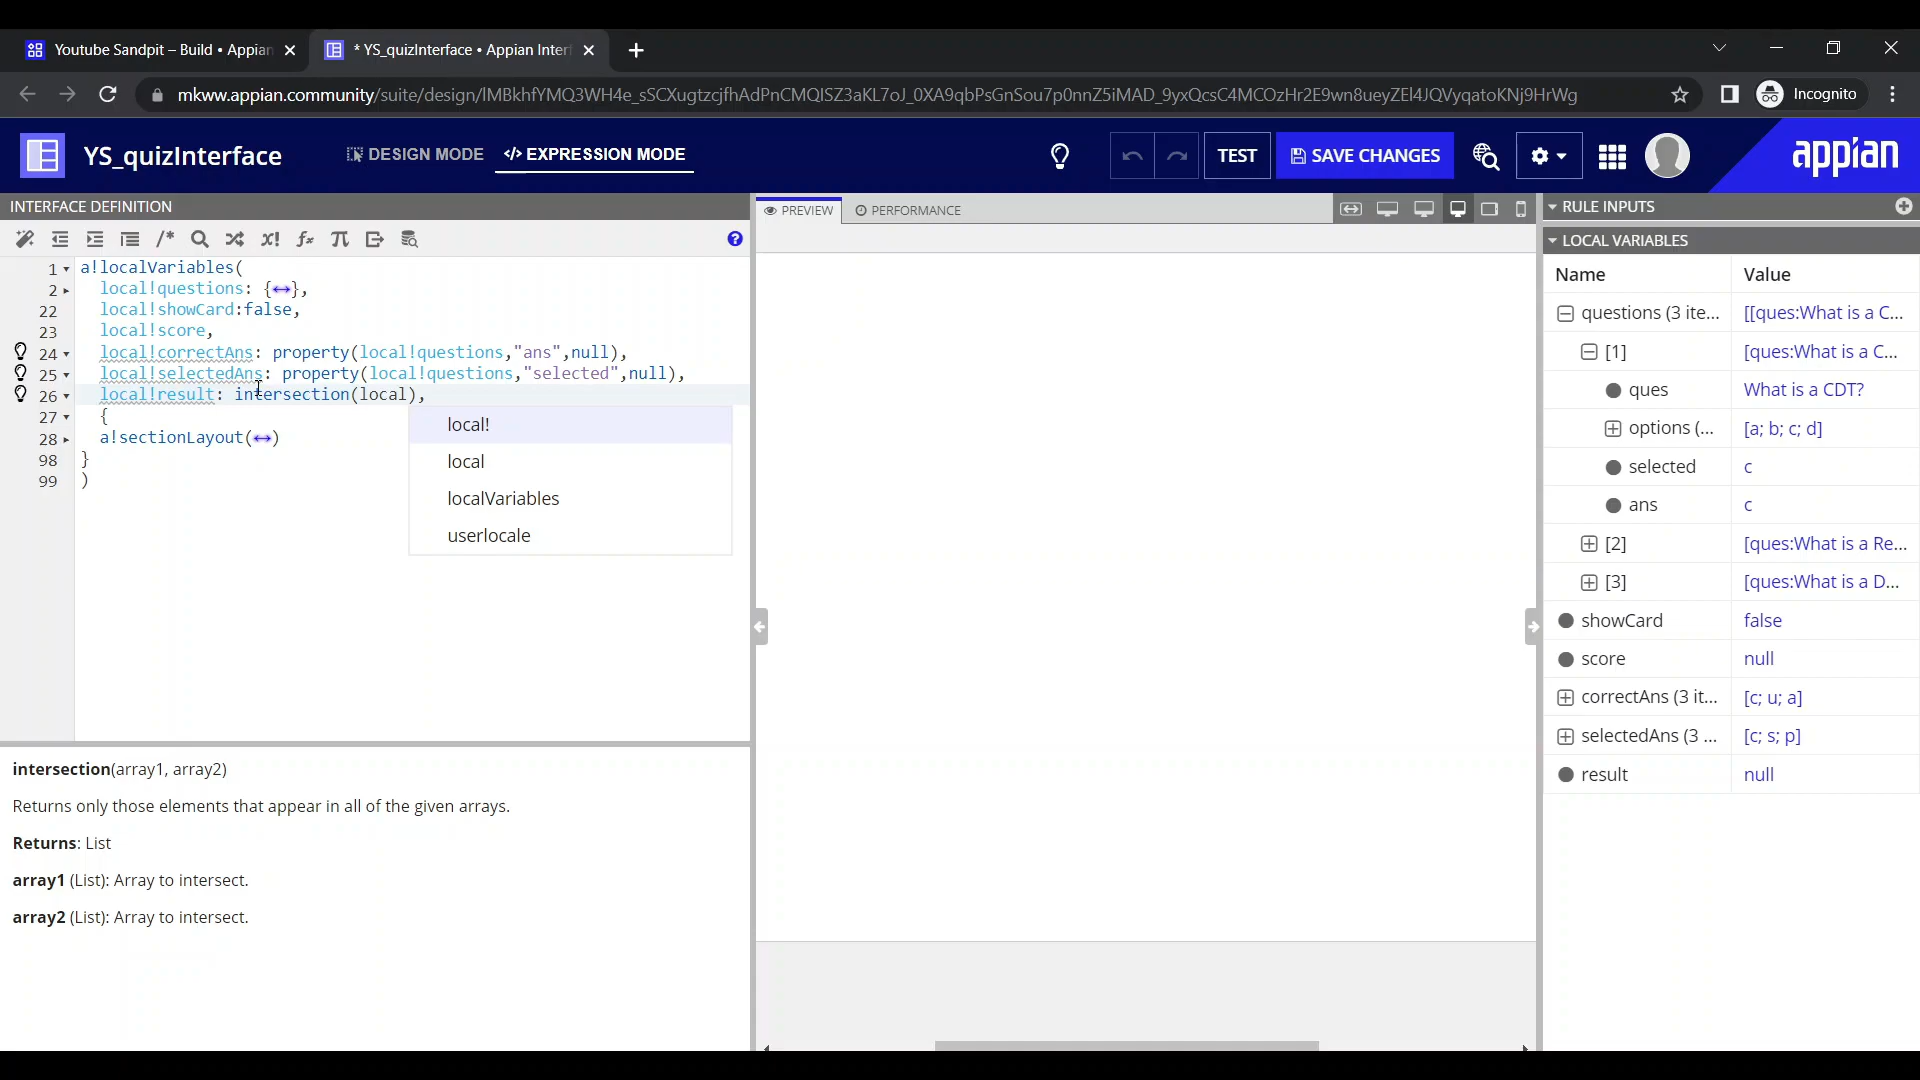 Youtube Sandpit – Build • Appian
* YS_quizInterface • Appian Inter
mkww.appian.community/suite/design/
Incognito
YS_quizInterface
DESIGN MODE
</> EXPRESSION MODE
TEST
SAVE CHANGES
appian
INTERFACE DEFINITION
PREVIEW
PERFORMANCE
RULE INPUTS
LOCAL VARIABLES
1 a!localVariables(
2 local!questions: {↔},
22 local!showCard:false,
23 local!score,
24 local!correctAns: property(local!questions,"ans",null),
25 local!selectedAns: property(local!questions,"selected",null),
26 local!result: intersection(local),
27 {
28 a!sectionLayout(↔)
98 }
99 )
local!
local
localVariables
userlocale
intersection(array1, array2)
Returns only those elements that appear in all of the given arrays.
Returns: List
array1 (List): Array to intersect.
array2 (List): Array to intersect.
Name Value
questions (3 ite... [[ques:What is a C...
[1] [ques:What is a C...
ques What is a CDT?
options (... [a; b; c; d]
selected c
ans c
[2] [ques:What is a Re...
[3] [ques:What is a D...
showCard false
score null
correctAns (3 it... [c; u; a]
selectedAns (3 ... [c; s; p]
result null